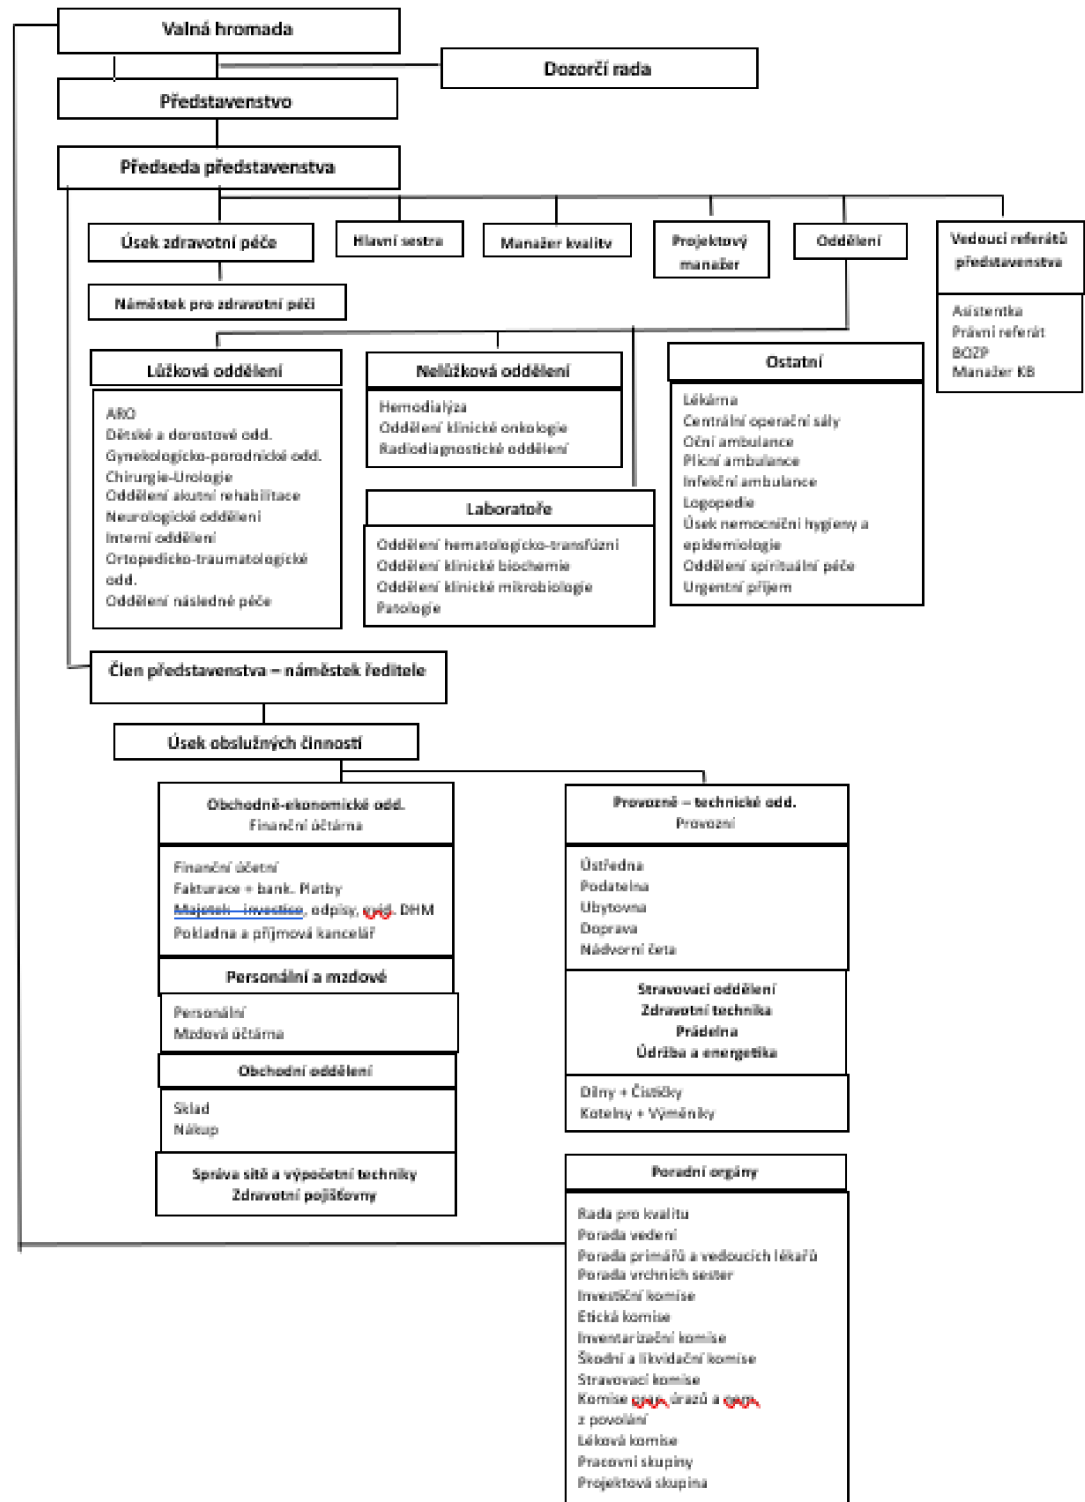 Valná hromada
Dozorčí rada
Představenstvo
Předseda představenstva
Úsek zdravotní péče
Hlavní sestra
Manažer kvality
Projektový
manažer
Oddělení
Vedoucí referátů
představenstva
Náměstek pro zdravotní péči
Asistentka
Právní referát
BOZP
Manažer KB
Lůžková oddělení
ARO
Dětské a dorostové odd.
Gynekologicko-porodnické odd.
Chirurgie-Urologie
Oddělení akutní rehabilitace
Neurologické oddělení
Interní oddělení
Ortopedicko-traumatologické
odd.
Oddělení následné péče
Nelůžková oddělení
Hemodialýza
Oddělení klinické onkologie
Radiodiagnostické oddělení
Laboratoře
Oddělení hematologicko-transfúzní
Oddělení klinické biochemie
Oddělení klinické mikrobiologie
Patologie
Ostatní
Lékárna
Centrální operační sály
Oční ambulance
Plicní ambulance
Infekční ambulance
Logopedie
Úsek nemocniční hygieny a
epidemiologie
Oddělení spirituální péče
Urgentní příjem
Člen představenstva – náměstek ředitele
Úsek obslužných činností
Obchodně-ekonomické odd.
Finanční účtárna
Finanční účetní
Fakturace + bank. Platby
Majetek - investice, odpisy, evid. DHM
Pokladna a příjmová kancelář
Personální a mzdové
Personální
Mzdová účtárna
Obchodní oddělení
Sklad
Nákup
Správa sítě a výpočetní techniky
Zdravotní pojišťovny
Provozně – technické odd.
Provozní
Ústředna
Podatelna
Ubytovna
Doprava
Nádvorní četa
Stravovací oddělení
Zdravotní technika
Prádelna
Údržba a energetika
Dílny + Čističky
Kotelny + Výměníky
Poradní orgány
Rada pro kvalitu
Porada vedení
Porada primářů a vedoucích lékařů
Porada vrchních sester
Investiční komise
Etická komise
Inventarizační komise
Škodní a likvidační komise
Stravovací komise
Komise úrazů a
z povolání
Léková komise
Pracovní skupiny
Projektová skupina